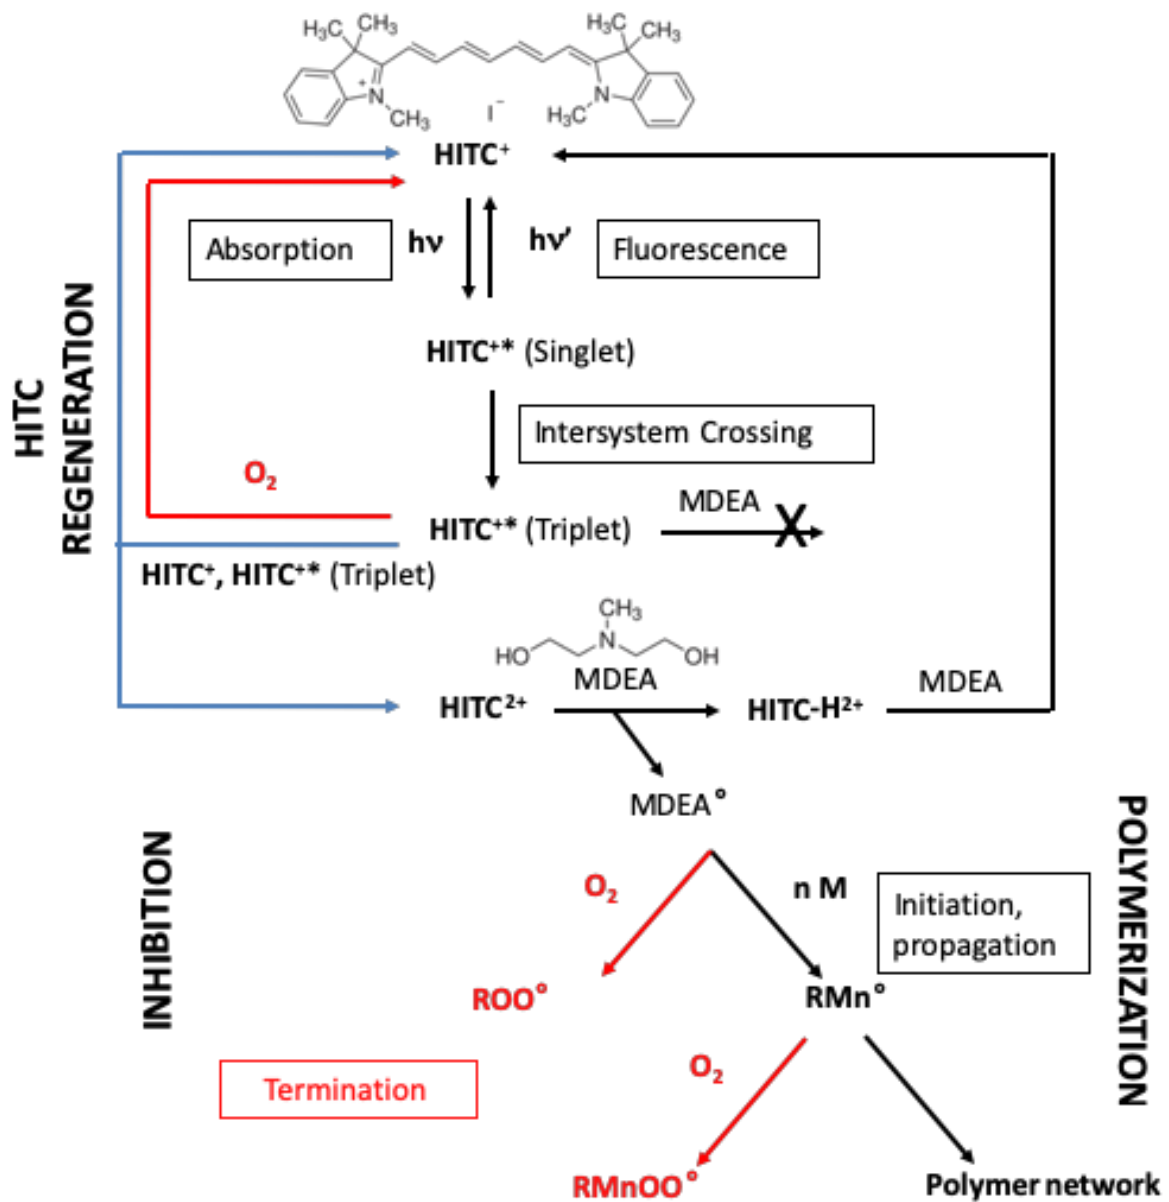 H₃C CH₃ H₃C CH₃
N⁺ CH₃ I⁻ H₃C N
HITC⁺
Absorption hν hν' Fluorescence
HITC⁺* (Singlet)
HITC
REGENERATION
Intersystem Crossing
O₂
HITC⁺* (Triplet) MDEA X
HITC⁺, HITC⁺* (Triplet)
CH₃
N
HO OH
MDEA
HITC²⁺ HITC-H²⁺ MDEA
MDEA°
INHIBITION
POLYMERIZATION
O₂ n M
Initiation,
propagation
ROO° RMn°
Termination O₂
RMnOO° Polymer network